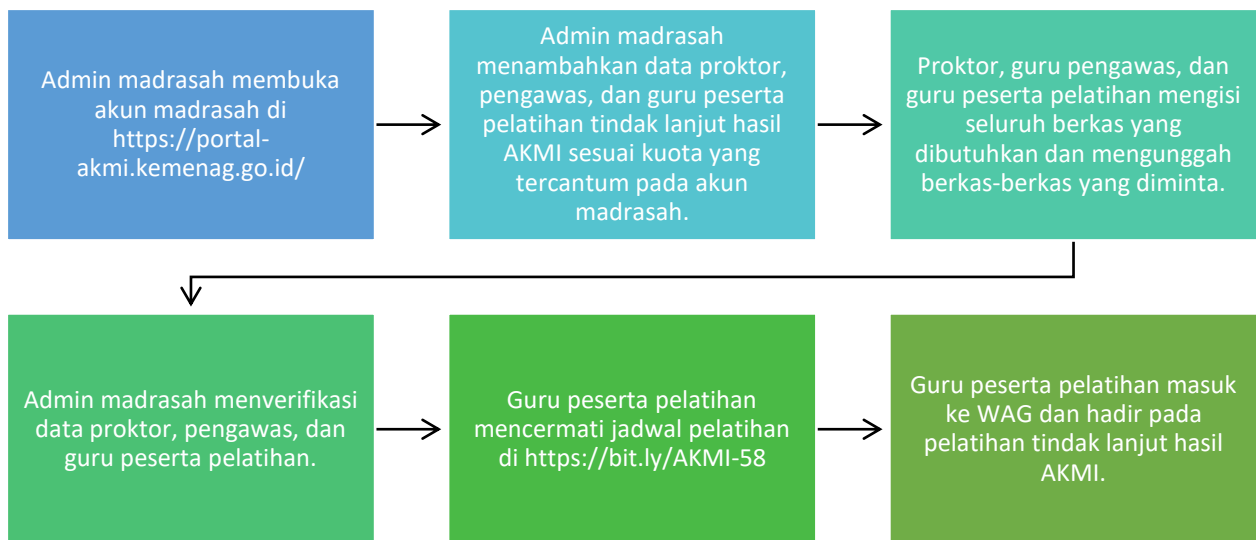 Admin madrasah membuka
akun madrasah di
https://portal-
akmi.kemenag.go.id/
Admin madrasah
menambahkan data proktor,
pengawas, dan guru peserta
pelatihan tindak lanjut hasil
AKMI sesuai kuota yang
tercantum pada akun
madrasah.
Proktor, guru pengawas, dan
guru peserta pelatihan mengisi
seluruh berkas yang
dibutuhkan dan mengunggah
berkas-berkas yang diminta.
Admin madrasah menverifikasi
data proktor, pengawas, dan
guru peserta pelatihan.
Guru peserta pelatihan
mencermati jadwal pelatihan
di https://bit.ly/AKMI-58
Guru peserta pelatihan masuk
ke WAG dan hadir pada
pelatihan tindak lanjut hasil
AKMI.